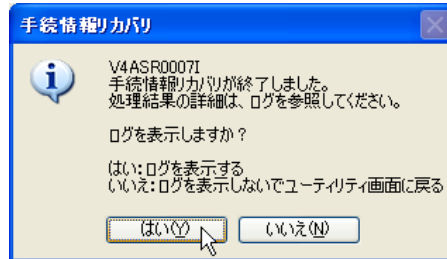 手続情報リカバリ
V4ASR0007I
手続情報リカバリが終了しました。
処理結果の詳細は、ログを参照してください。
ログを表示しますか？
はい:ログを表示する
いいえ:ログを表示しないでユーティリティ画面に戻る
はい(Y)
いいえ(N)